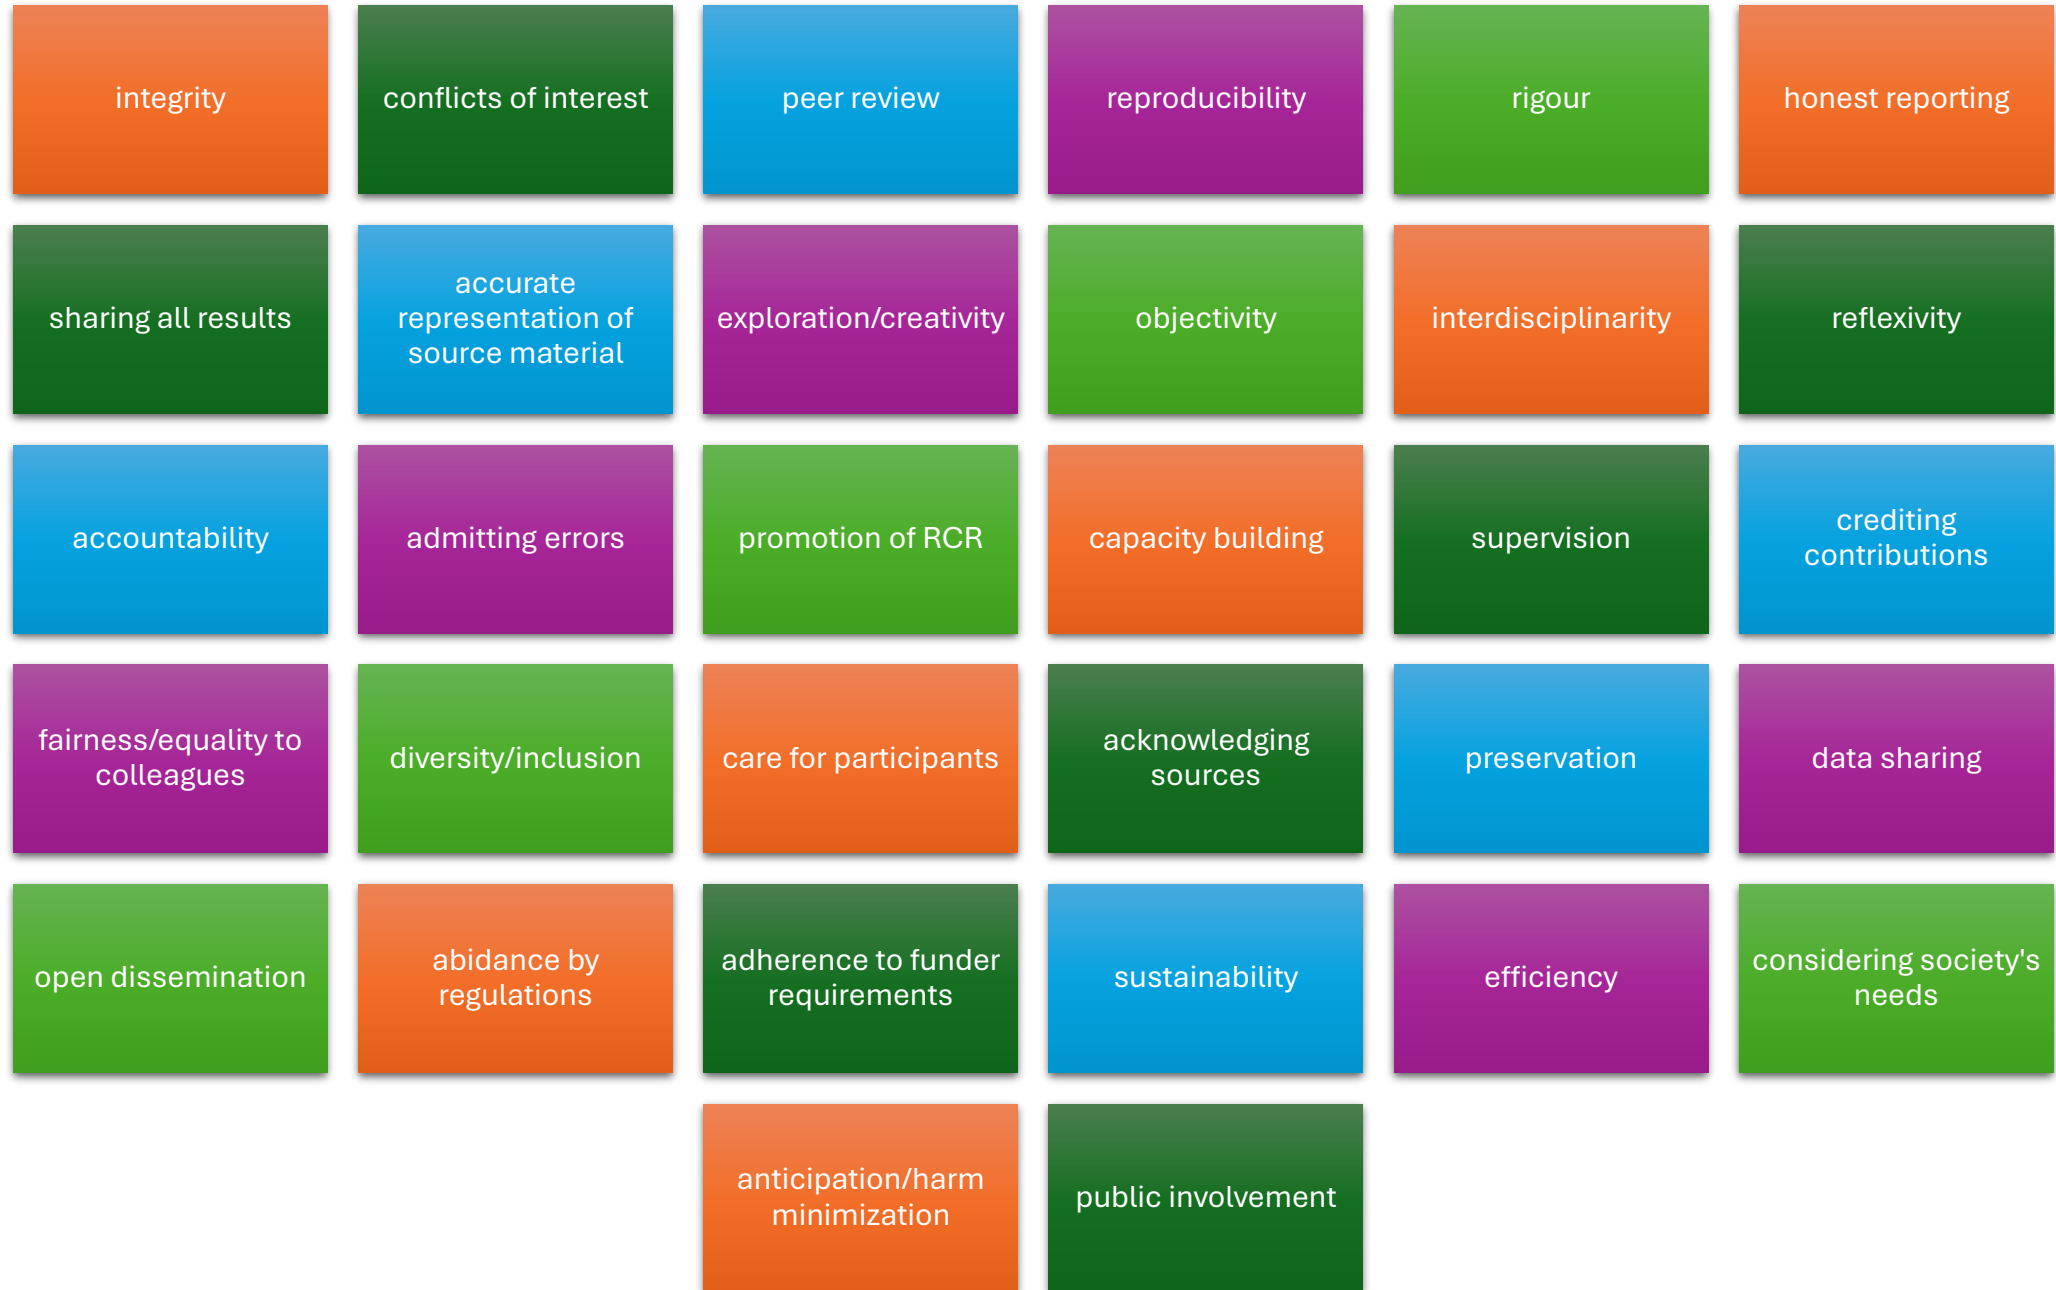 integrity
conflicts of interest
peer review
reproducibility
rigour
honest reporting
sharing all results
accurate
representation of
source material
exploration/creativity
objectivity
interdisciplinarity
reflexivity
accountability
admitting errors
promotion of RCR
capacity building
supervision
crediting
contributions
fairness/equality to
colleagues
diversity/inclusion
care for participants
acknowledging
sources
preservation
data sharing
open dissemination
abidance by
regulations
adherence to funder
requirements
sustainability
efficiency
considering society's
needs
anticipation/harm
minimization
public involvement